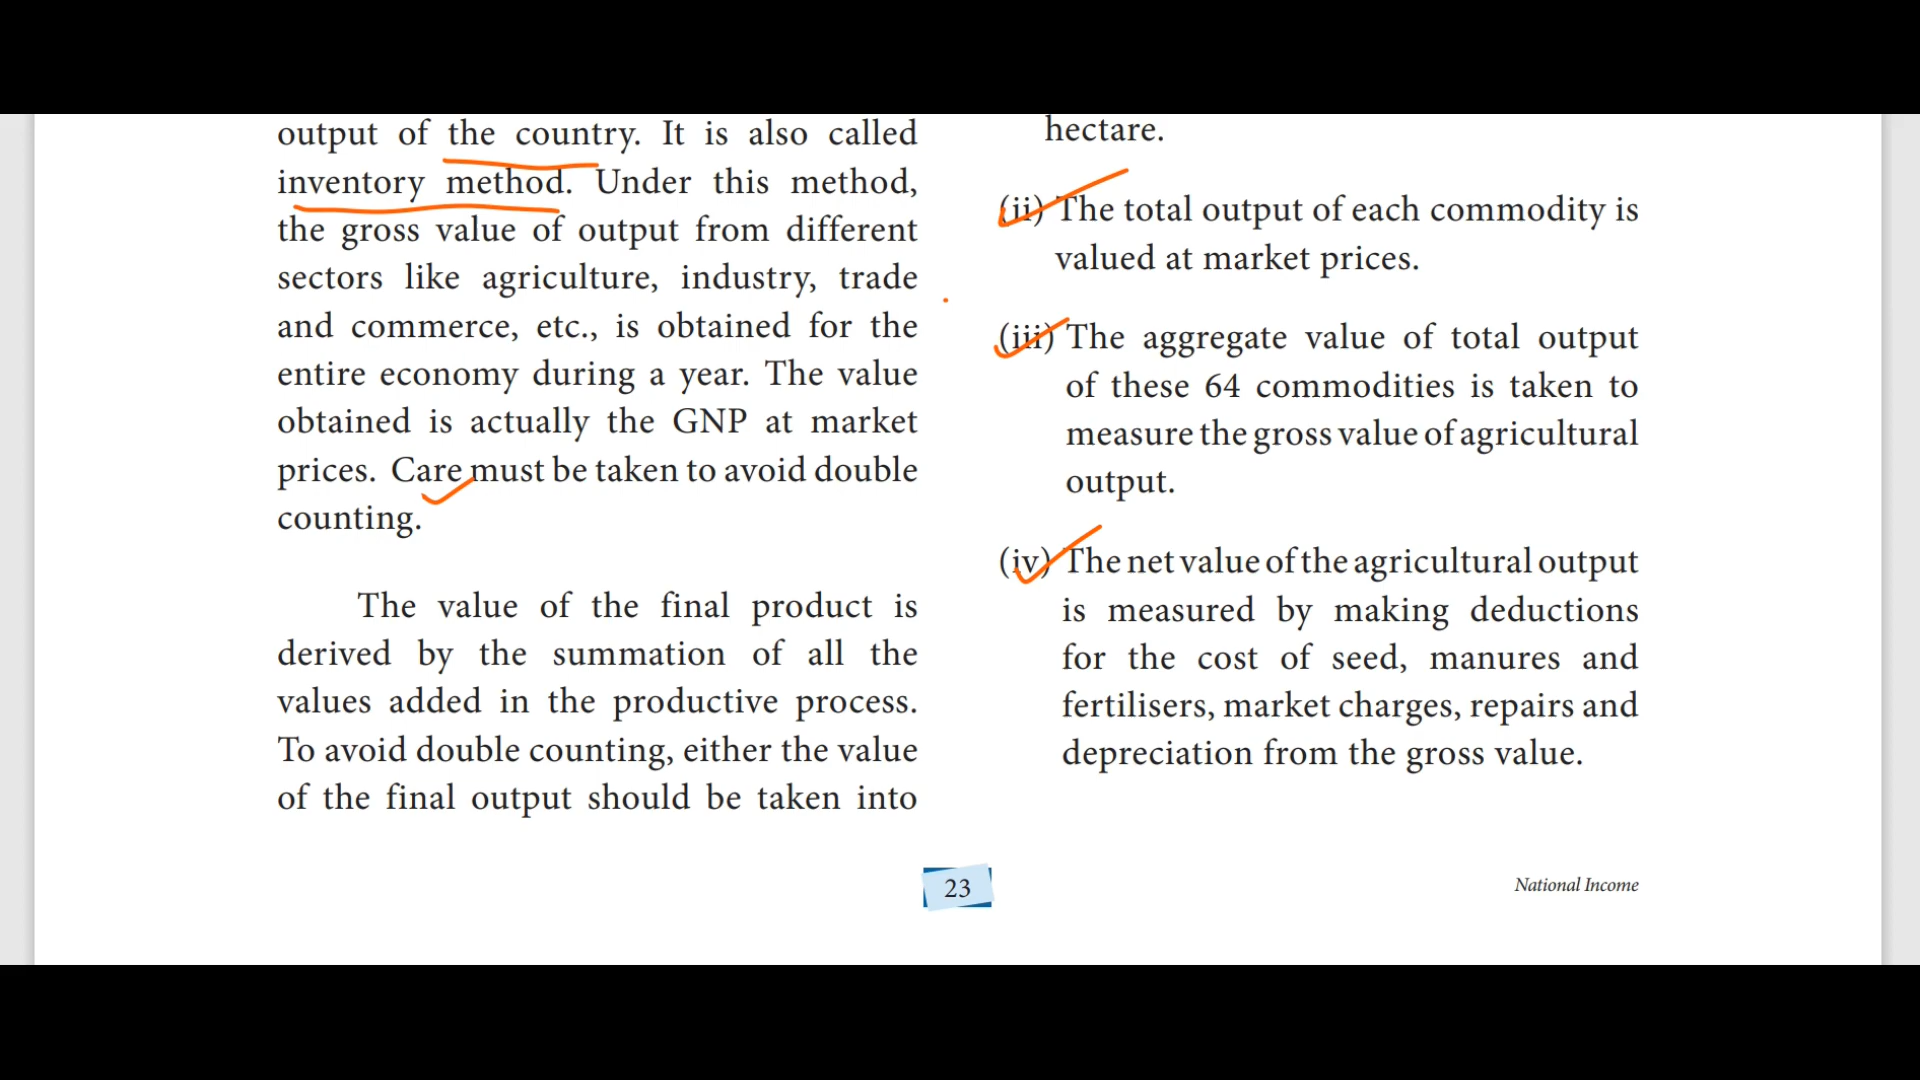 output of the country. It is also called
inventory method. Under this method,
the gross value of output from different
sectors like agriculture, industry, trade
and commerce, etc., is obtained for the
entire economy during a year. The value
obtained is actually the GNP at market
prices. Care must be taken to avoid double
counting.
The value of the final product is
derived by the summation of all the
values added in the productive process.
To avoid double counting, either the value
of the final output should be taken into
hectare.
(ii) The total output of each commodity is
valued at market prices.
(iii) The aggregate value of total output
of these 64 commodities is taken to
measure the gross value of agricultural
output.
(iv) The net value of the agricultural output
is measured by making deductions
for the cost of seed, manures and
fertilisers, market charges, repairs and
depreciation from the gross value.
23
National Income